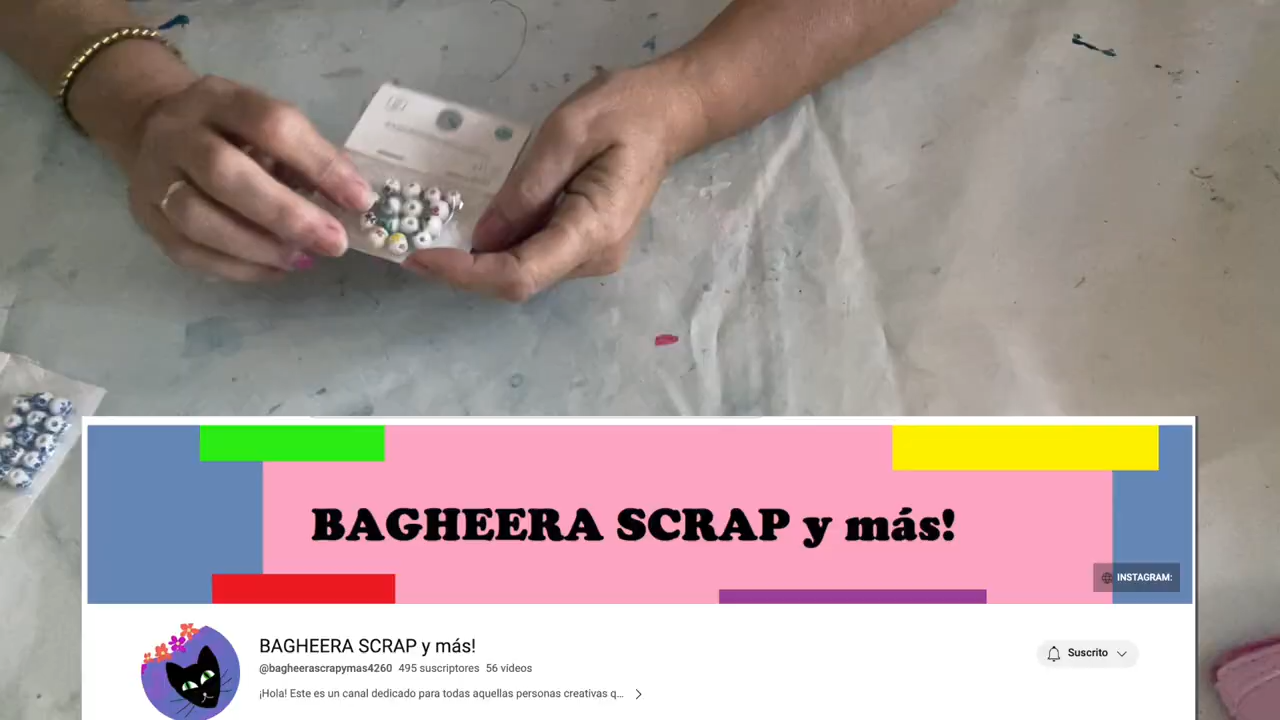 BAGHEERA SCRAP y más!
INSTAGRAM:
BAGHEERA SCRAP y más!
@bagheerascrapymas4260 495 suscriptores 56 videos
Suscrito
¡Hola! Este es un canal dedicado para todas aquellas personas creativas q...